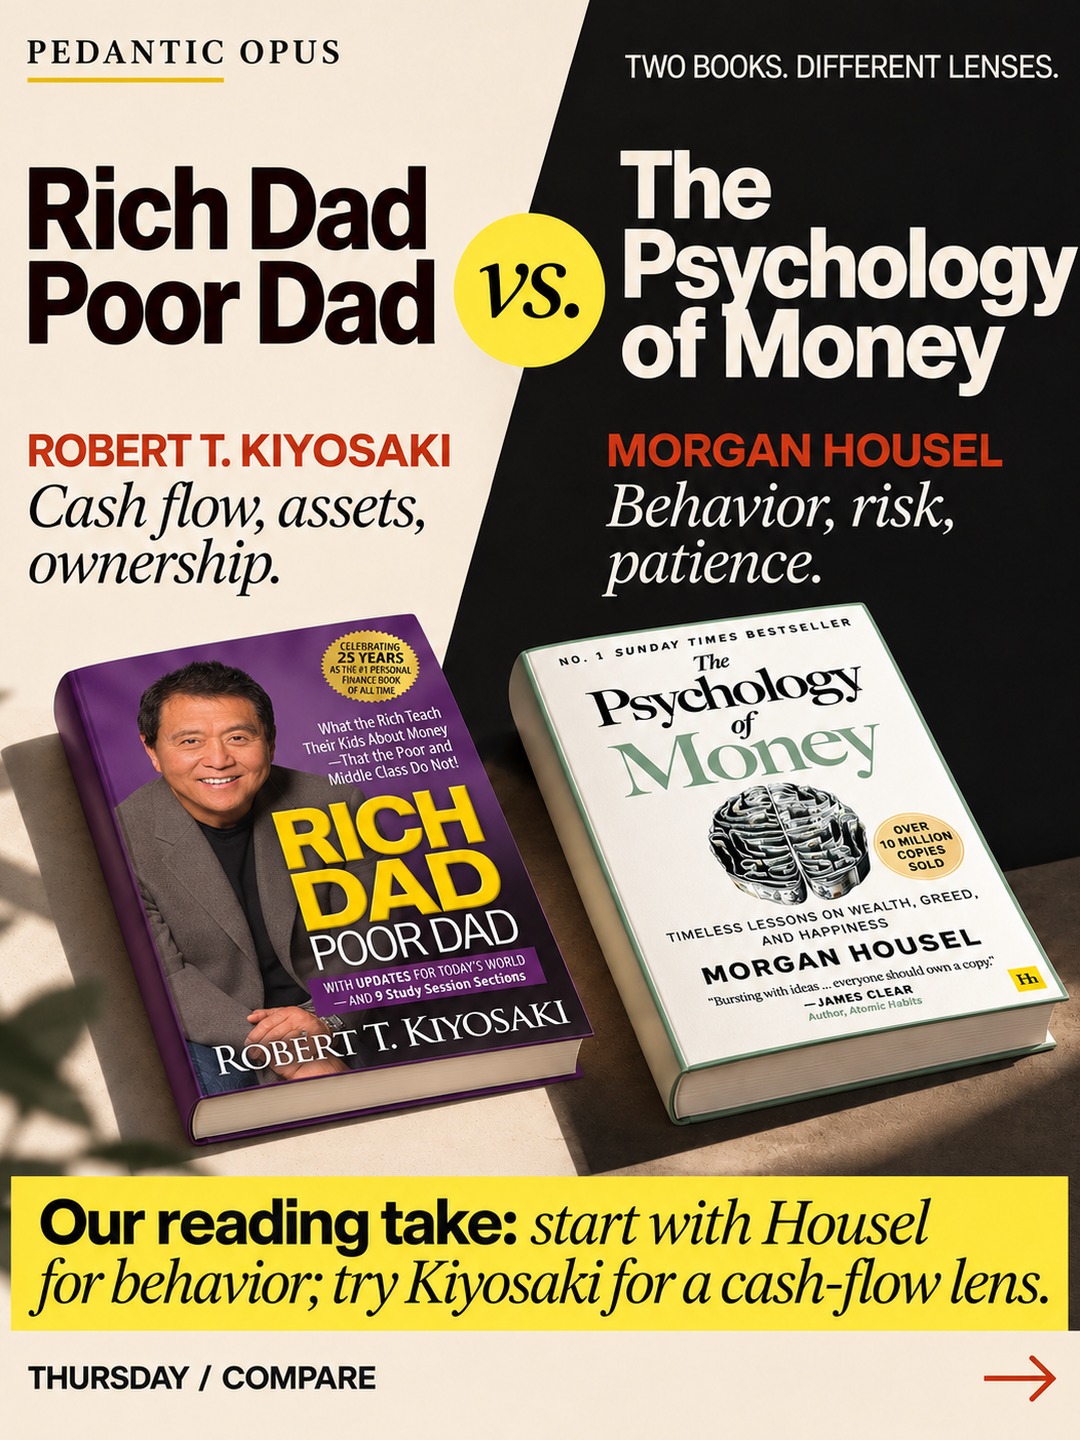 PEDANTIC OPUS
TWO BOOKS. DIFFERENT LENSES.
Rich Dad
Poor Dad
vs.
The
Psychology
of Money
ROBERT T. KIYOSAKI
Cash flow, assets,
ownership.
MORGAN HOUSEL
Behavior, risk,
patience.
CELEBRATING
25 YEARS
AS THE #1 PERSONAL
FINANCE BOOK
OF ALL TIME
What the Rich Teach
Their Kids About Money
—That the Poor and
Middle Class Do Not!
RICH
DAD
POOR DAD
WITH UPDATES FOR TODAY'S WORLD
— AND 9 Study Session Sections
ROBERT T. KIYOSAKI
NO. 1 SUNDAY TIMES BESTSELLER
The
Psychology
of
Money
OVER
10 MILLION
COPIES
SOLD
TIMELESS LESSONS ON WEALTH, GREED,
AND HAPPINESS
MORGAN HOUSEL
"Bursting with ideas ... everyone should own a copy."
—JAMES CLEAR
Author, Atomic Habits
Hh
Our reading take: start with Housel
for behavior; try Kiyosaki for a cash-flow lens.
THURSDAY / COMPARE